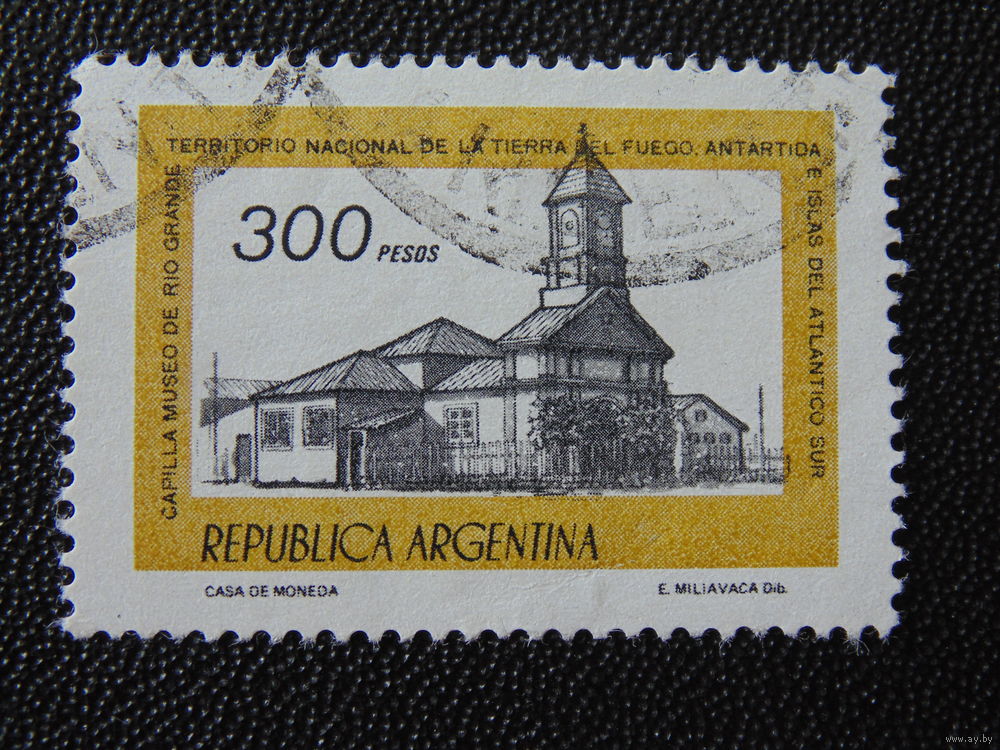 CAPILLA MUSEO DE RIO GRANDE
TERRITORIO NACIONAL DE LA TIERRA DEL FUEGO, ANTARTIDA
E ISLAS DEL ATLANTICO SUR
300 PESOS
REPUBLICA ARGENTINA
CASA DE MONEDA
E. MILIAVACA Dib.
www.ay.by